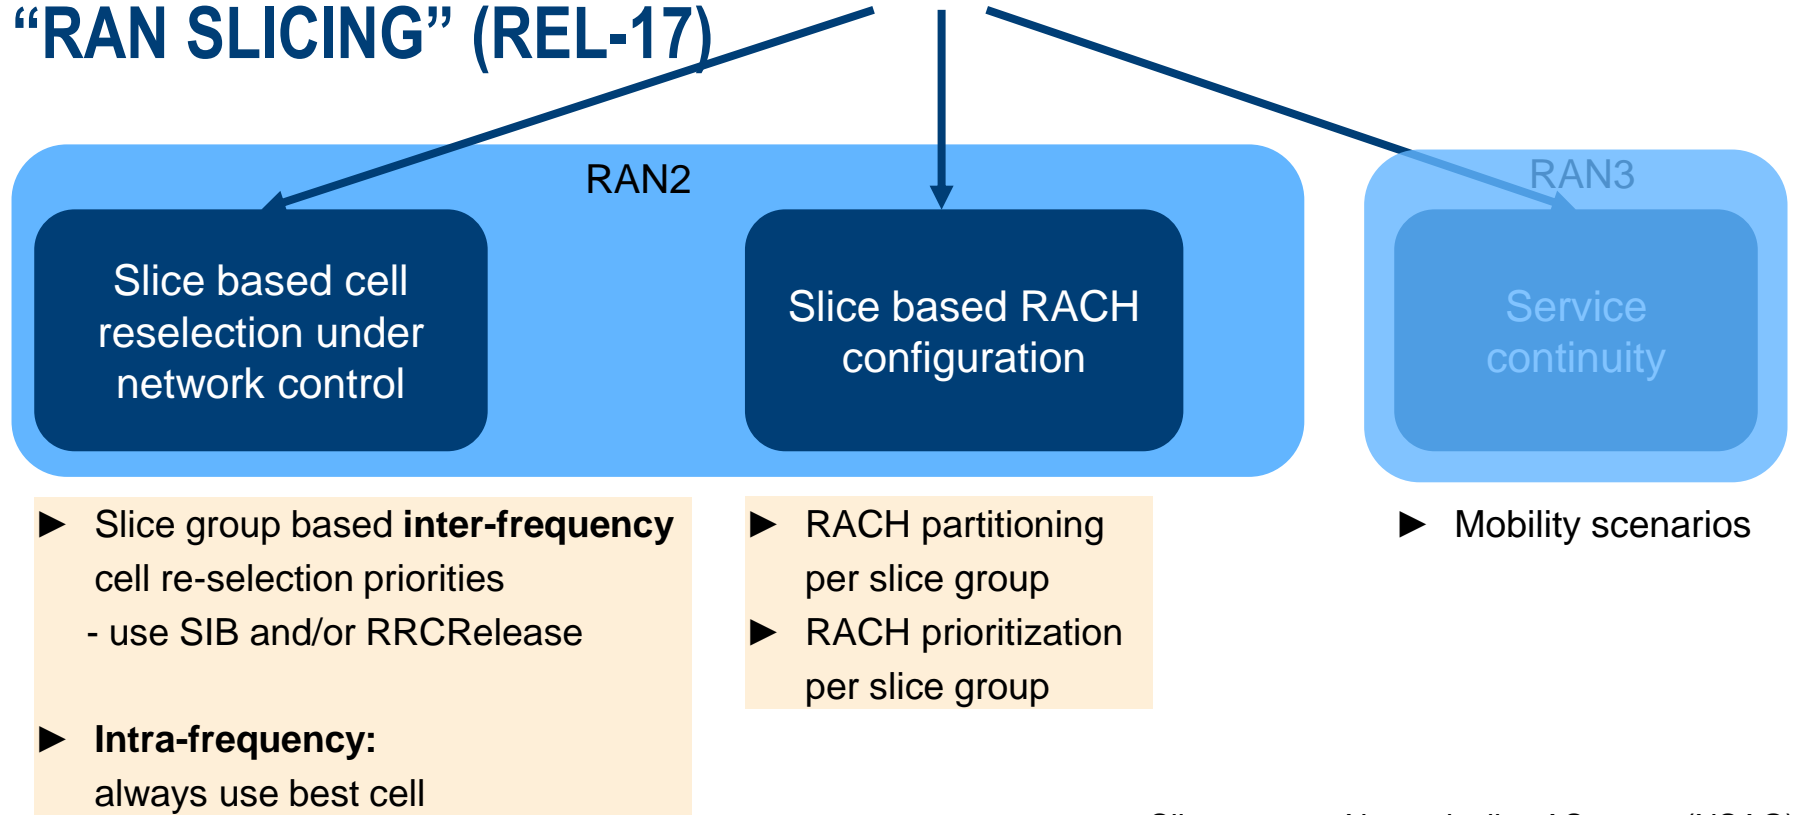 “RAN SLICING” (REL-17)
RAN2
Slice based cell
reselection under
network control
Slice based RACH
configuration
RAN3
Service
continuity
► Slice group based inter-frequency
cell re-selection priorities
- use SIB and/or RRCRelease
► Intra-frequency:
always use best cell
► RACH partitioning
per slice group
► RACH prioritization
per slice group
► Mobility scenarios